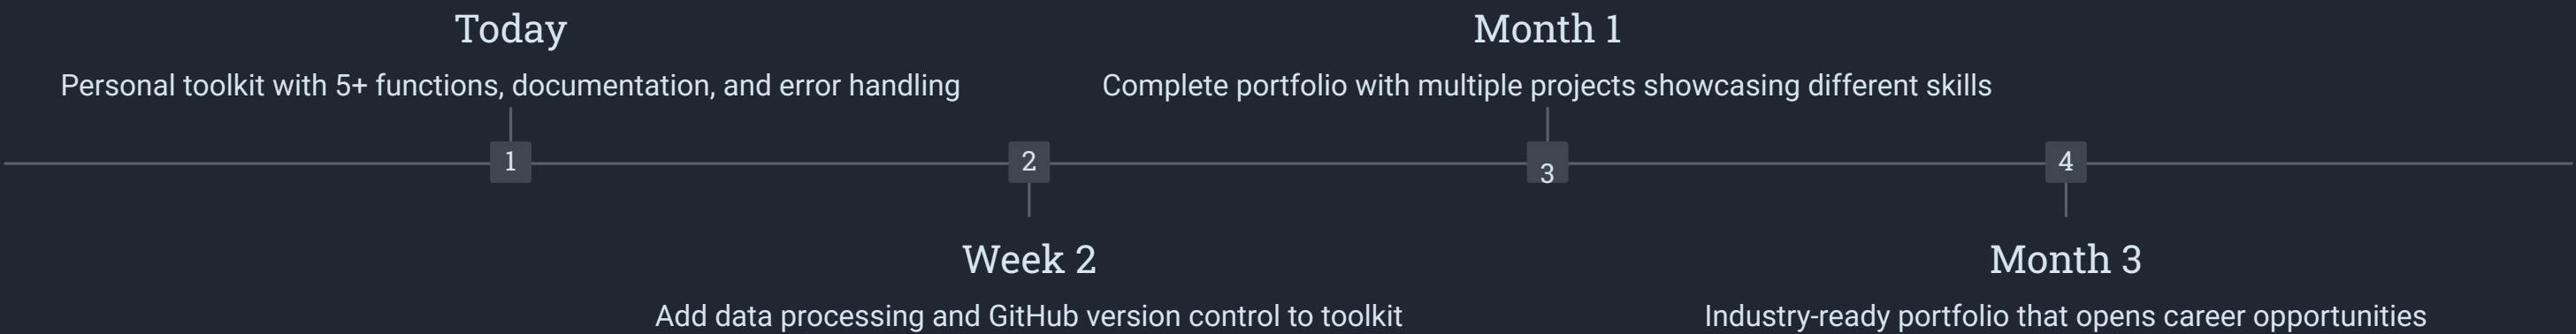 Today
Personal toolkit with 5+ functions, documentation, and error handling
1
2
Week 2
Add data processing and GitHub version control to toolkit
Month 1
Complete portfolio with multiple projects showcasing different skills
3
4
Month 3
Industry-ready portfolio that opens career opportunities